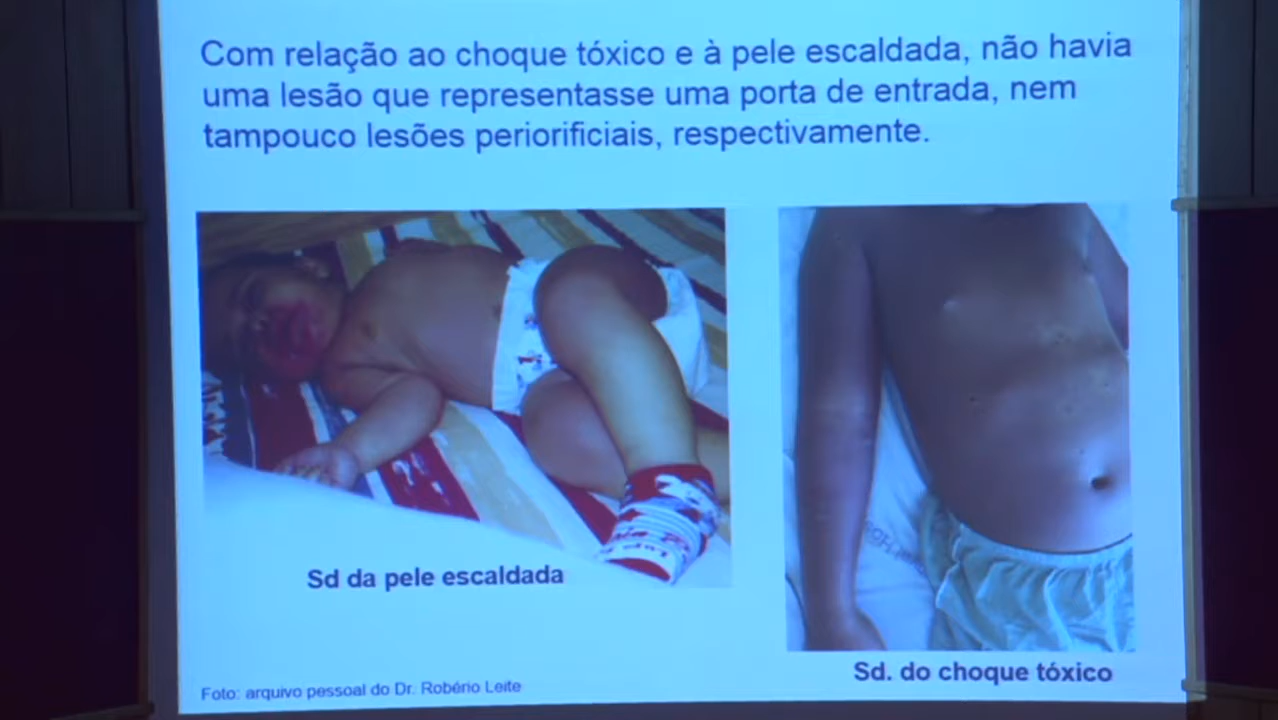 Com relação ao choque tóxico e à pele escaldada, não havia
uma lesão que representasse uma porta de entrada, nem
tampouco lesões periorificiais, respectivamente.
Sd da pele escaldada
Sd. do choque tóxico
Foto: arquivo pessoal do Dr. Robério Leite